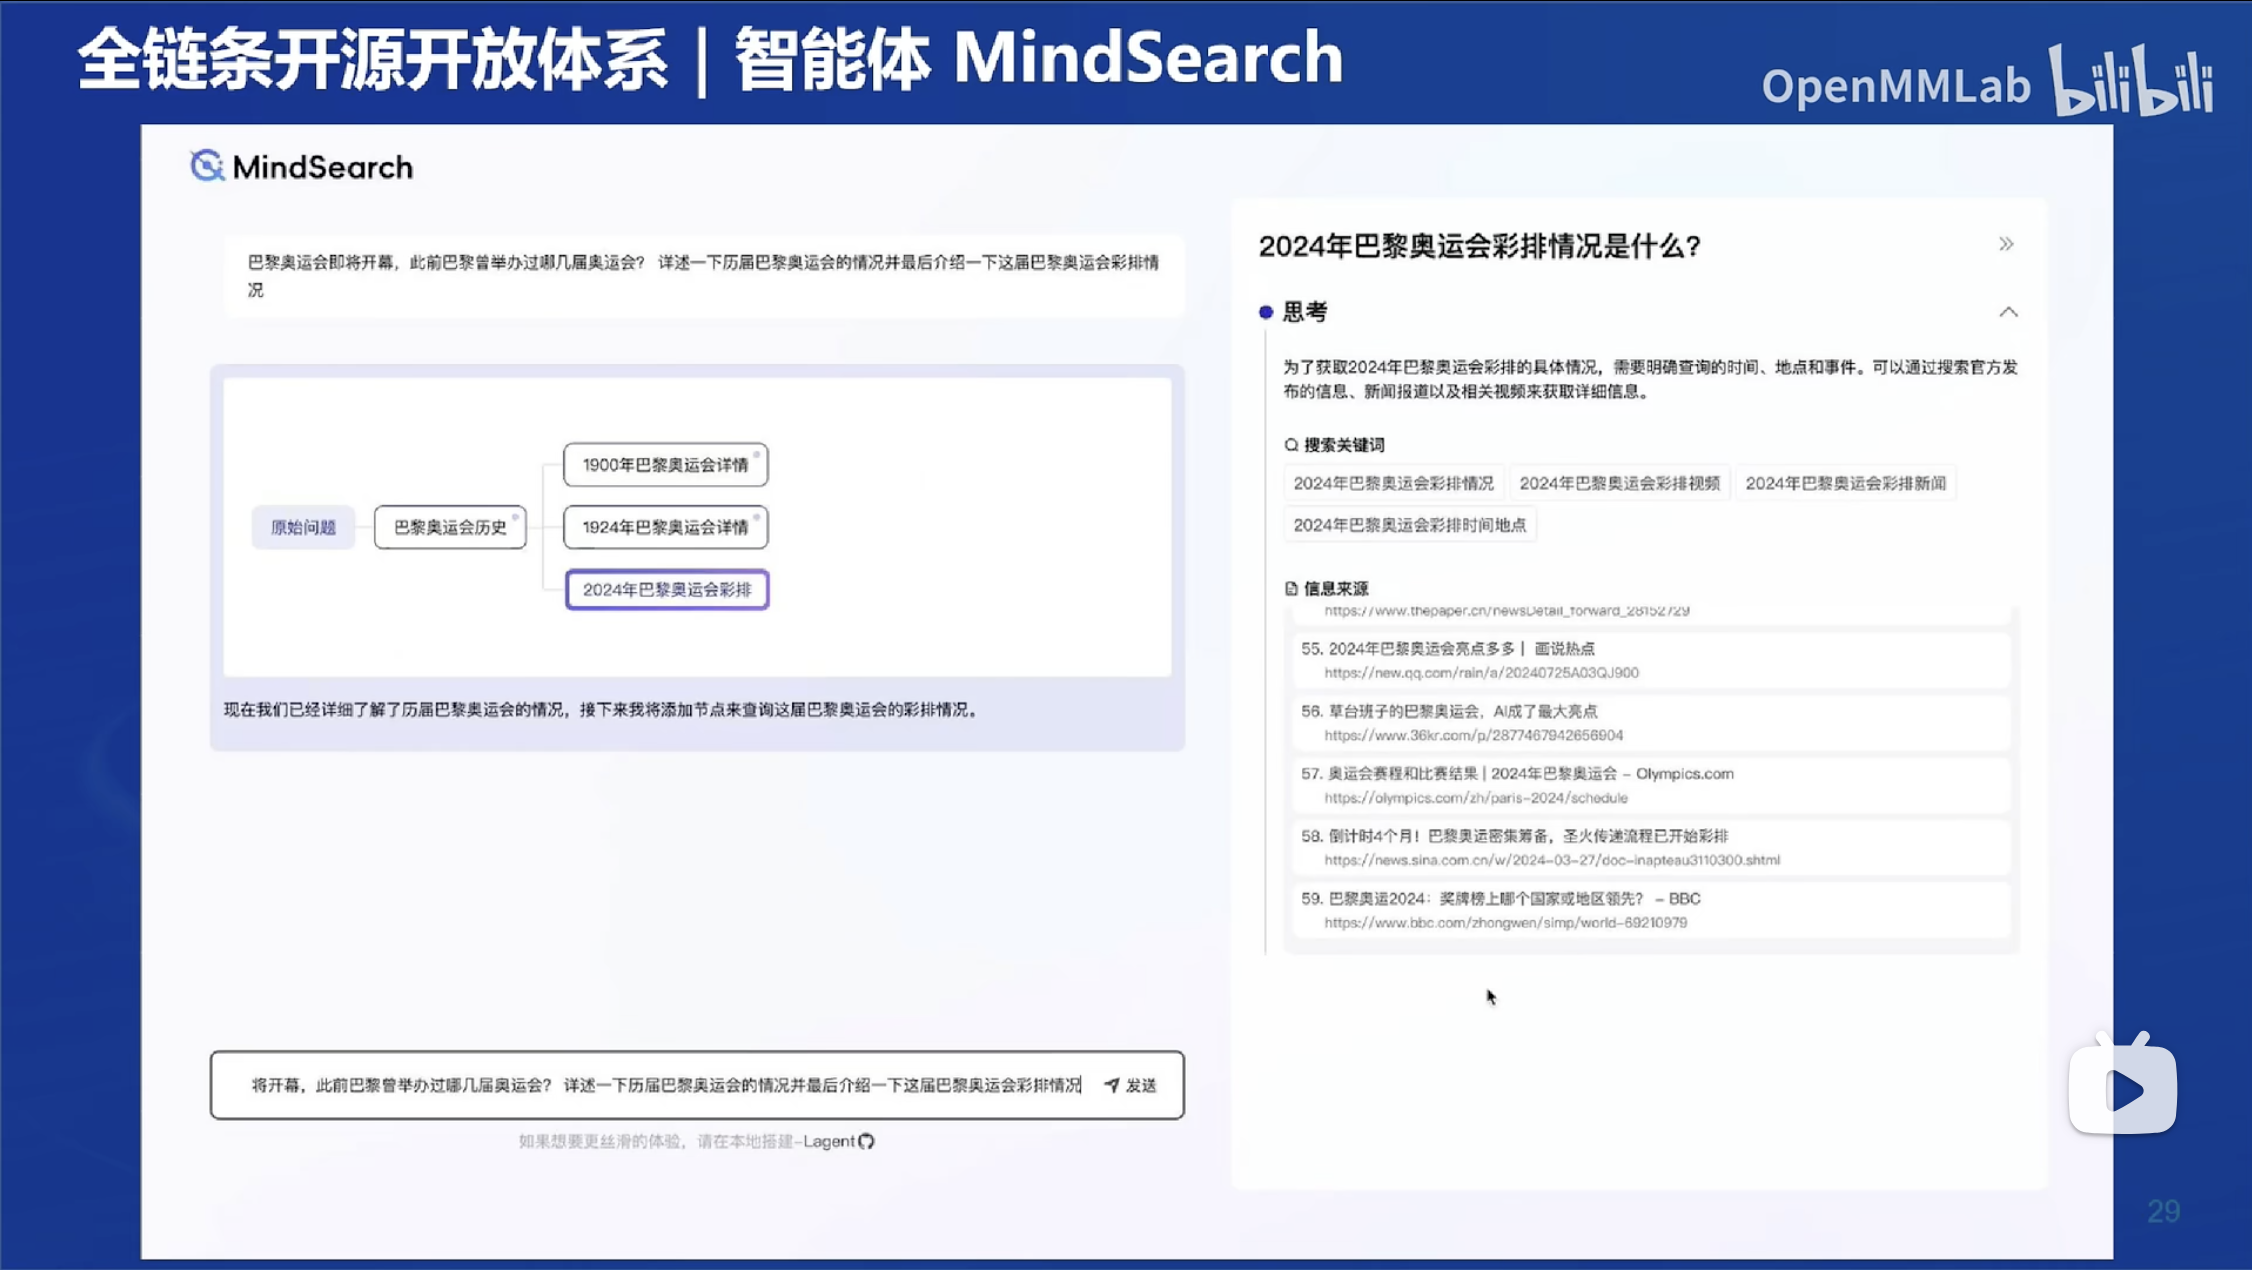 全链条开源开放体系 | 智能体 MindSearch
OpenMMLab bilibili
MindSearch
巴黎奥运会即将开幕，此前巴黎曾举办过哪几届奥运会？ 详述一下历届巴黎奥运会的情况并最后介绍一下这届巴黎奥运会彩排情
况
原始问题
巴黎奥运会历史
1900年巴黎奥运会详情
1924年巴黎奥运会详情
2024年巴黎奥运会彩排
现在我们已经详细了解了历届巴黎奥运会的情况，接下来我将添加节点来查询这届巴黎奥运会的彩排情况。
将开幕，此前巴黎曾举办过哪几届奥运会？ 详述一下历届巴黎奥运会的情况并最后介绍一下这届巴黎奥运会彩排情况
发送
如果想要更丝滑的体验，请在本地搭建-Lagent
2024年巴黎奥运会彩排情况是什么?
思考
为了获取2024年巴黎奥运会彩排的具体情况，需要明确查询的时间、地点和事件。可以通过搜索官方发
布的信息、新闻报道以及相关视频来获取详细信息。
搜索关键词
2024年巴黎奥运会彩排情况 2024年巴黎奥运会彩排视频 2024年巴黎奥运会彩排新闻
2024年巴黎奥运会彩排时间地点
信息来源
https://www.thepaper.cn/newsDetail_forward_28152729
55. 2024年巴黎奥运会亮点多多 | 画说热点
https://new.qq.com/rain/a/20240725A03QJ900
56. 草台班子的巴黎奥运会，AI成了最大亮点
https://www.36kr.com/p/2877467942656904
57. 奥运会赛程和比赛结果 | 2024年巴黎奥运会 - Olympics.com
https://olympics.com/zh/paris-2024/schedule
58. 倒计时4个月！巴黎奥运密集筹备，圣火传递流程已开始彩排
https://news.sina.com.cn/w/2024-03-27/doc-inapteau3110300.shtml
59. 巴黎奥运2024：奖牌榜上哪个国家或地区领先？ - BBC
https://www.bbc.com/zhongwen/simp/world-69210979
29